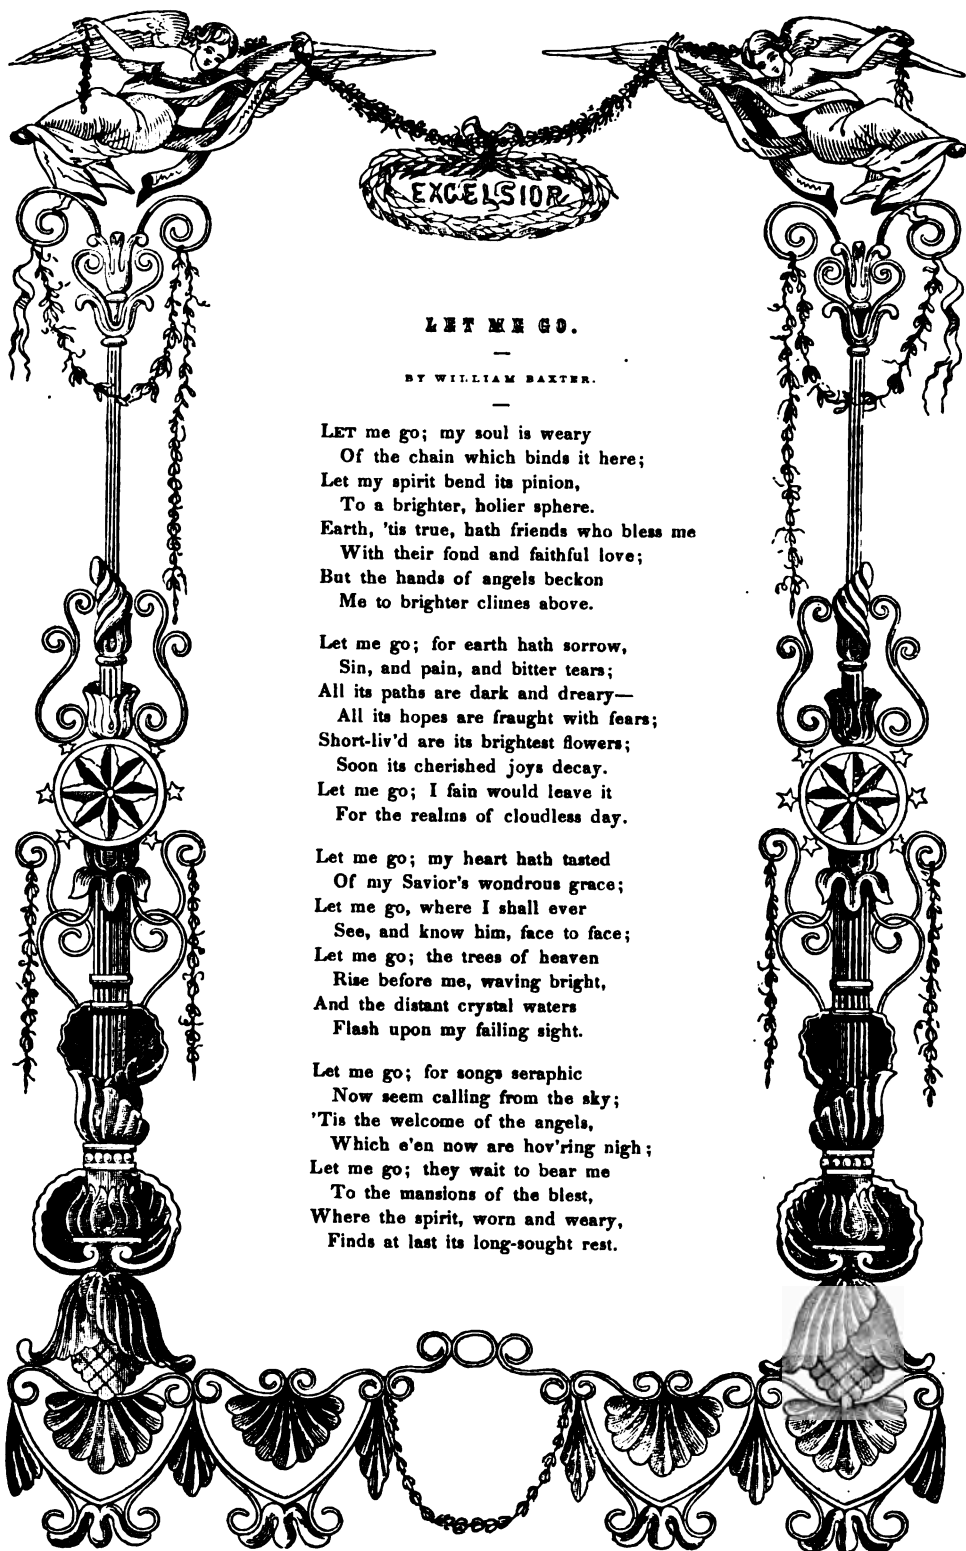 EXCELSIOR
LET ME GO.
BY WILLIAM BAXTER.
LET me go; my soul is weary
Of the chain which binds it here;
Let my spirit bend its pinion,
To a brighter, holier sphere.
Earth, 'tis true, hath friends who bless me
With their fond and faithful love;
But the hands of angels beckon
Me to brighter climes above.
Let me go; for earth hath sorrow,
Sin, and pain, and bitter tears;
All its paths are dark and dreary—
All its hopes are fraught with fears;
Short-liv'd are its brightest flowers;
Soon its cherished joys decay.
Let me go; I fain would leave it
For the realms of cloudless day.
Let me go; my heart hath tasted
Of my Savior's wondrous grace;
Let me go, where I shall ever
See, and know him, face to face;
Let me go; the trees of heaven
Rise before me, waving bright,
And the distant crystal waters
Flash upon my failing sight.
Let me go; for songs seraphic
Now seem calling from the sky;
'Tis the welcome of the angels,
Which e'en now are hov'ring nigh;
Let me go; they wait to bear me
To the mansions of the blest,
Where the spirit, worn and weary,
Finds at last its long-sought rest.